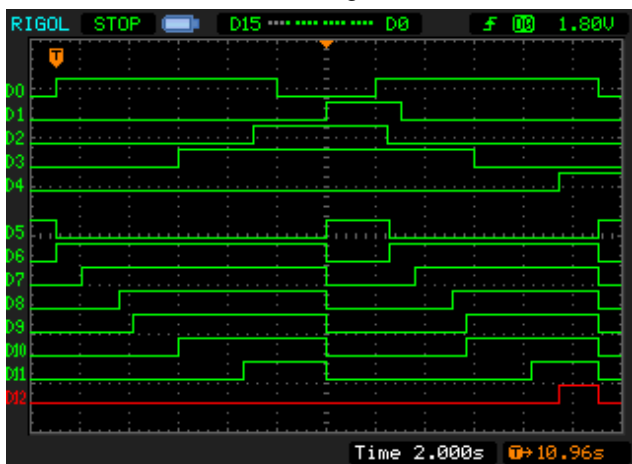 RIGOL STOP D15 D0 D0 1.80V
T
D0
D1
D2
D3
D4
D5
D6
D7
D8
D9
D10
D11
D12
Time 2.000s T→10.96s